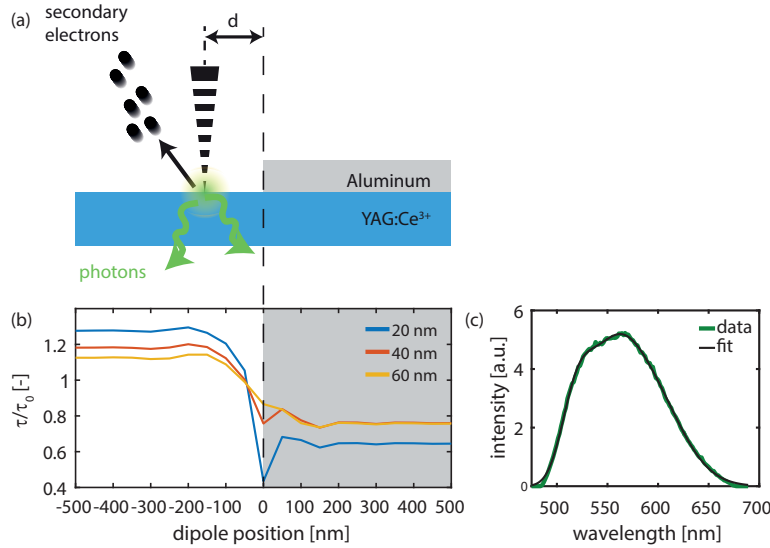 (a)
secondary
electrons
d
Aluminum
YAG:Ce³⁺
photons
(b)
20 nm
40 nm
60 nm
1.2
1
0.8
0.6
0.4
τ/τ₀ [-]
-500 -400 -300 -200 -100 0 100 200 300 400 500
dipole position [nm]
(c)
data
fit
6
4
2
0
intensity [a.u.]
500 550 600 650 700
wavelength [nm]